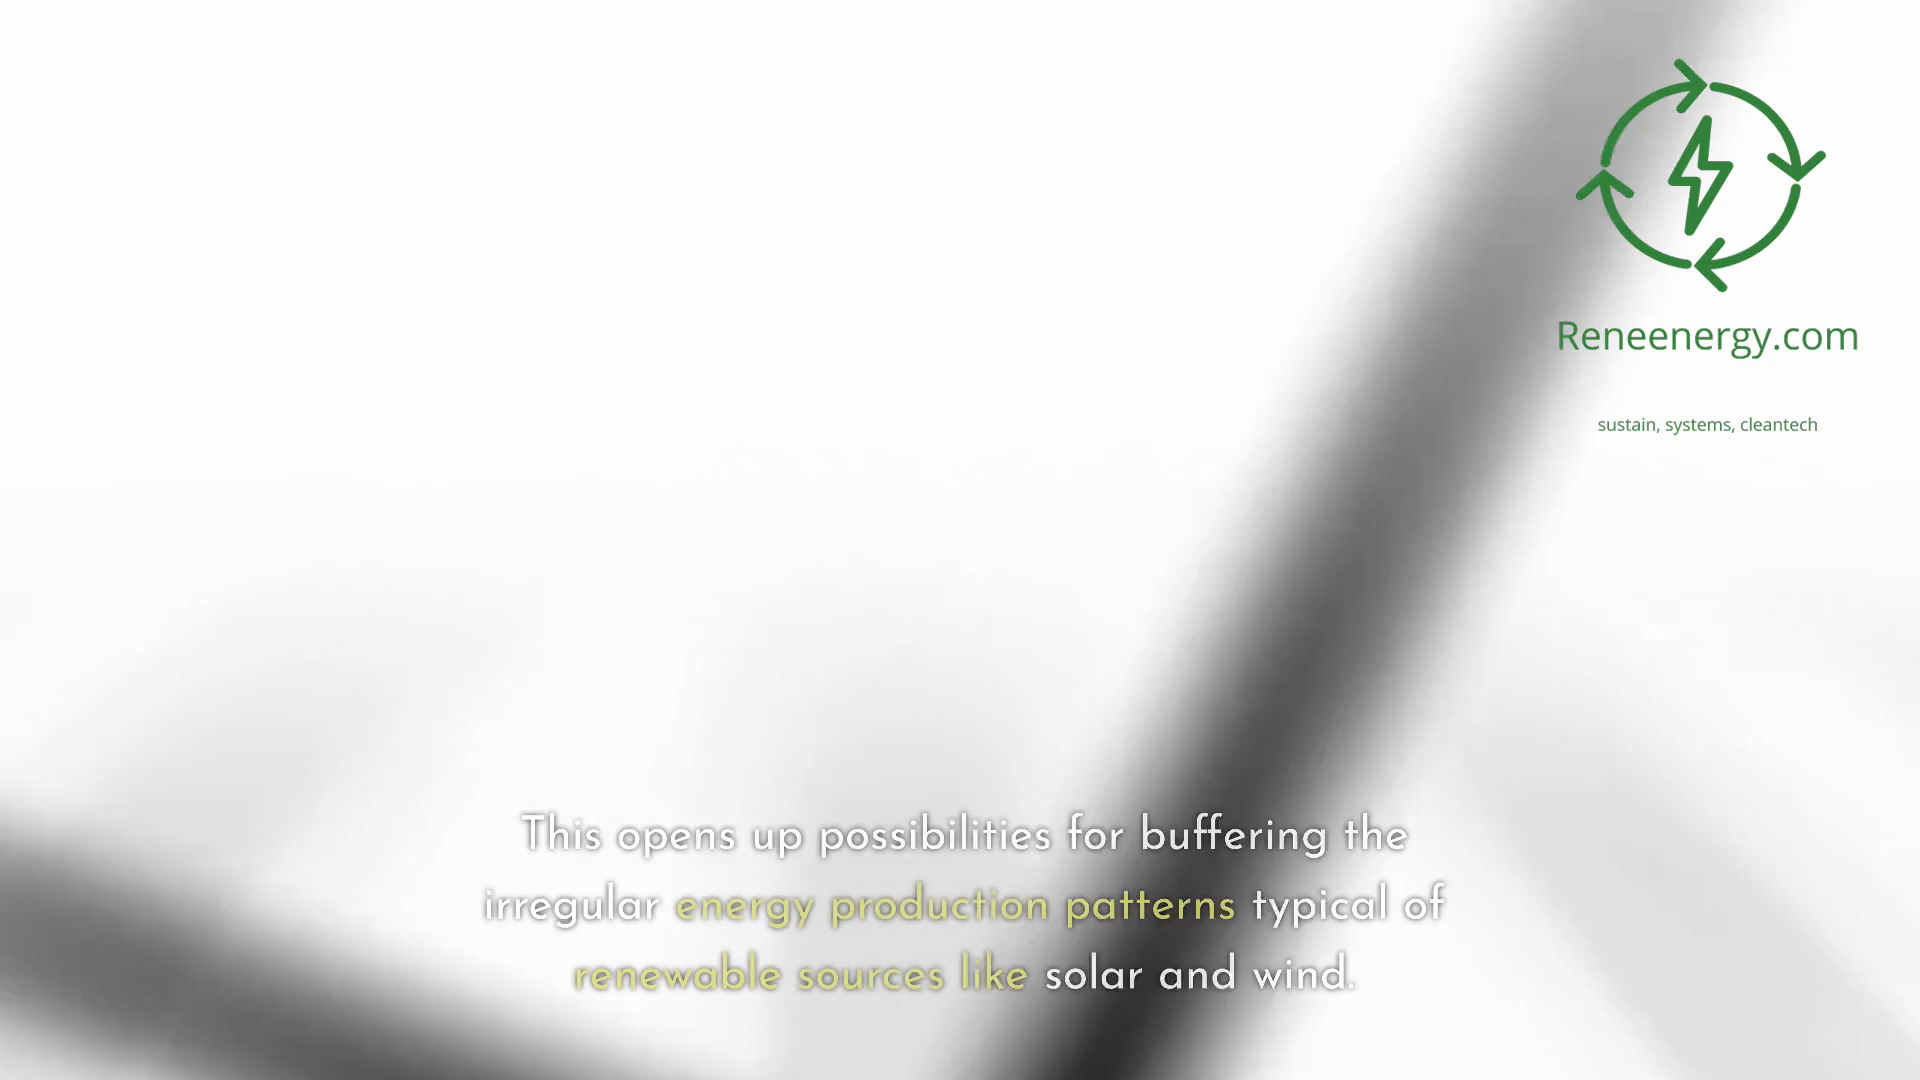 Reneenergy.com
sustain, systems, cleantech
This opens up possibilities for buffering the
irregular energy production patterns typical of
renewable sources like solar and wind.